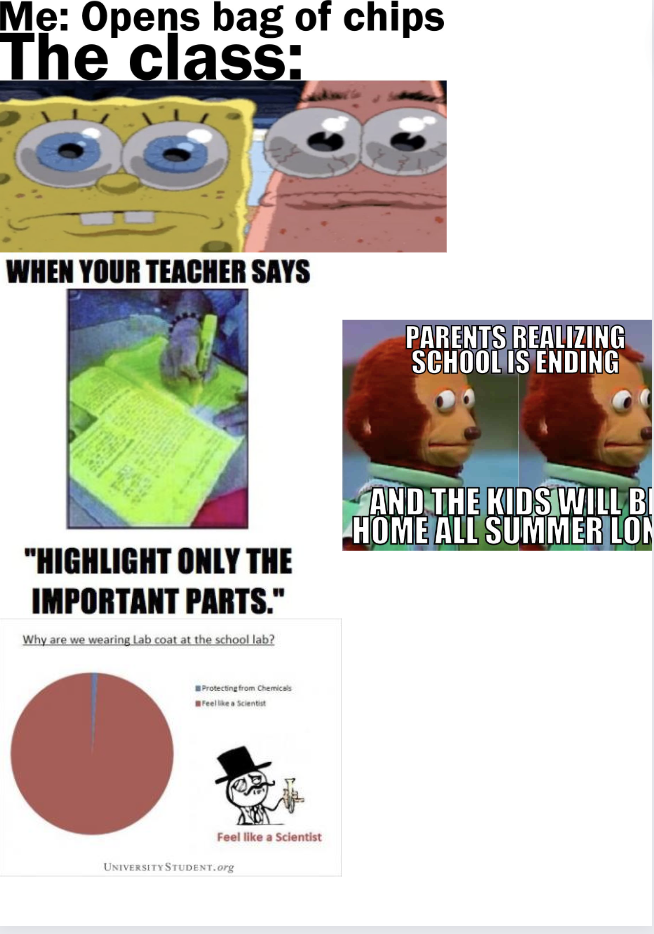 Me: Opens bag of chips
The class:
WHEN YOUR TEACHER SAYS
"HIGHLIGHT ONLY THE
IMPORTANT PARTS."
PARENTS REALIZING
SCHOOL IS ENDING
AND THE KIDS WILL
HOME ALL SUMMER
Why are we wearing Lab coat at the school lab?
Protecting from Chemicals
Feel like a Scientist
Feel like a Scientist
UNIVERSITYSTUDENT.org